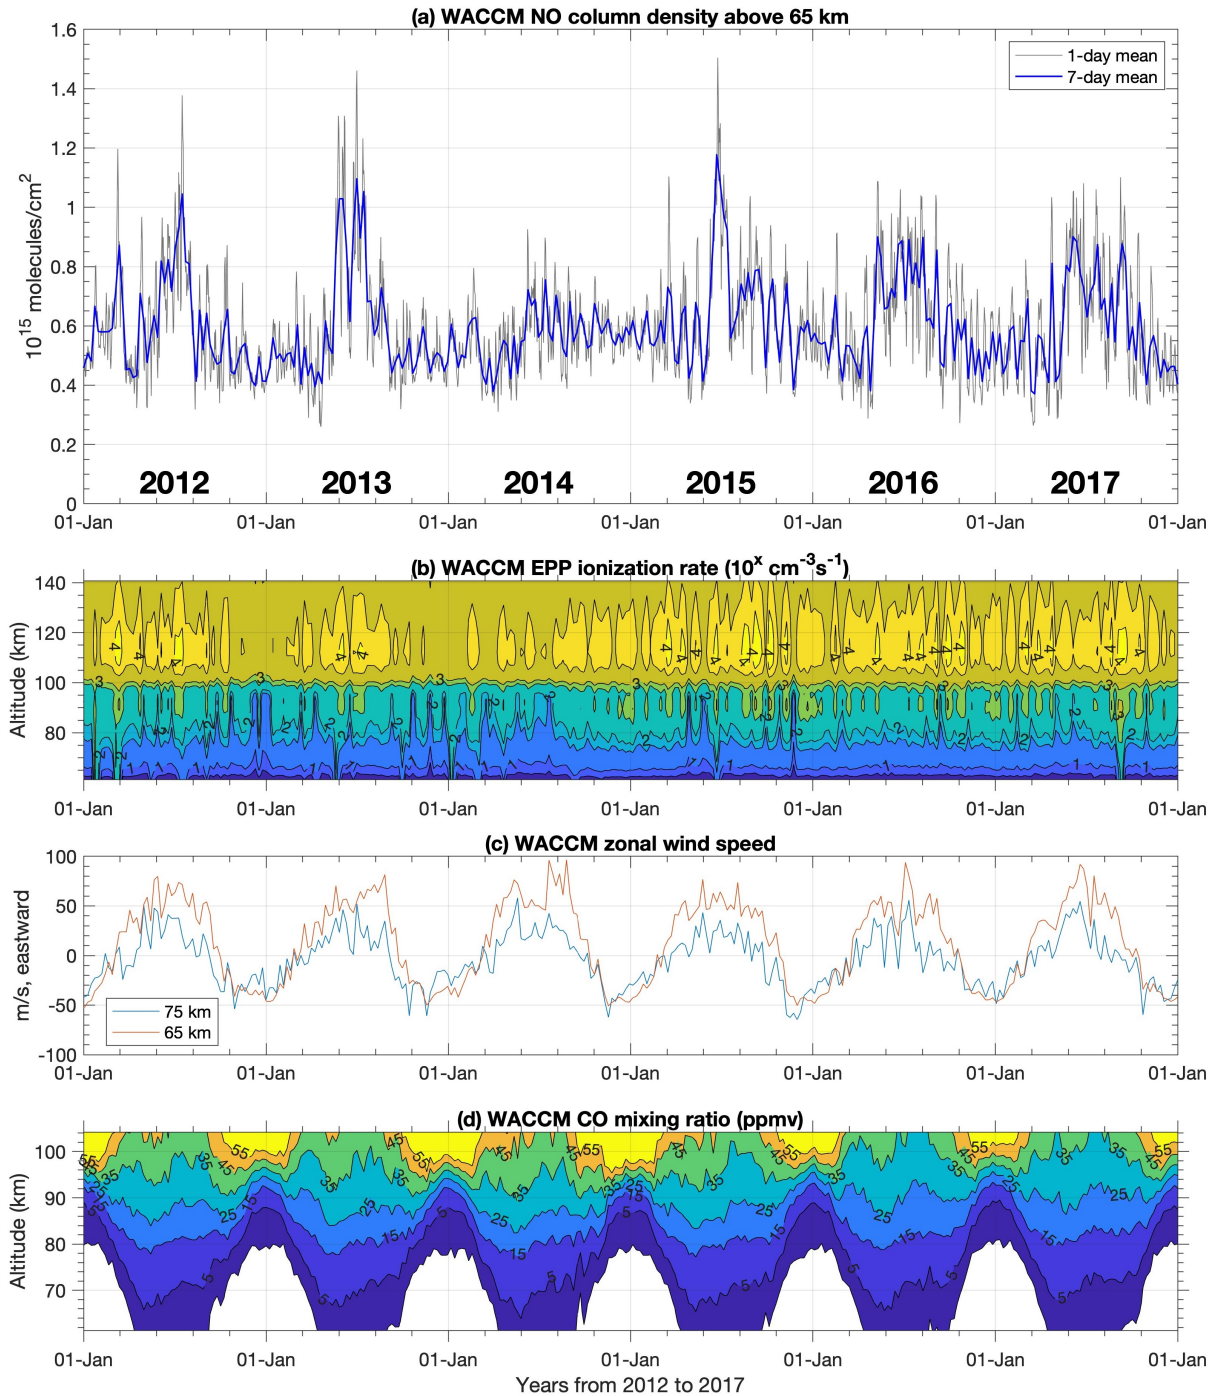 (a) WACCM NO column density above 65 km
1.6
1.4
1.2
1
0.8
0.6
0.4
0.2
0
10^15 molecules/cm^2
1-day mean
7-day mean
2012 2013 2014 2015 2016 2017
01-Jan 01-Jan 01-Jan 01-Jan 01-Jan 01-Jan 01-Jan
(b) WACCM EPP ionization rate (10^x cm^-3s^-1)
140
120
100
80
Altitude (km)
01-Jan 01-Jan 01-Jan 01-Jan 01-Jan 01-Jan 01-Jan
(c) WACCM zonal wind speed
100
50
0
-50
-100
m/s, eastward
75 km
65 km
01-Jan 01-Jan 01-Jan 01-Jan 01-Jan 01-Jan 01-Jan
(d) WACCM CO mixing ratio (ppmv)
100
90
80
70
Altitude (km)
01-Jan 01-Jan 01-Jan 01-Jan 01-Jan 01-Jan 01-Jan
Years from 2012 to 2017